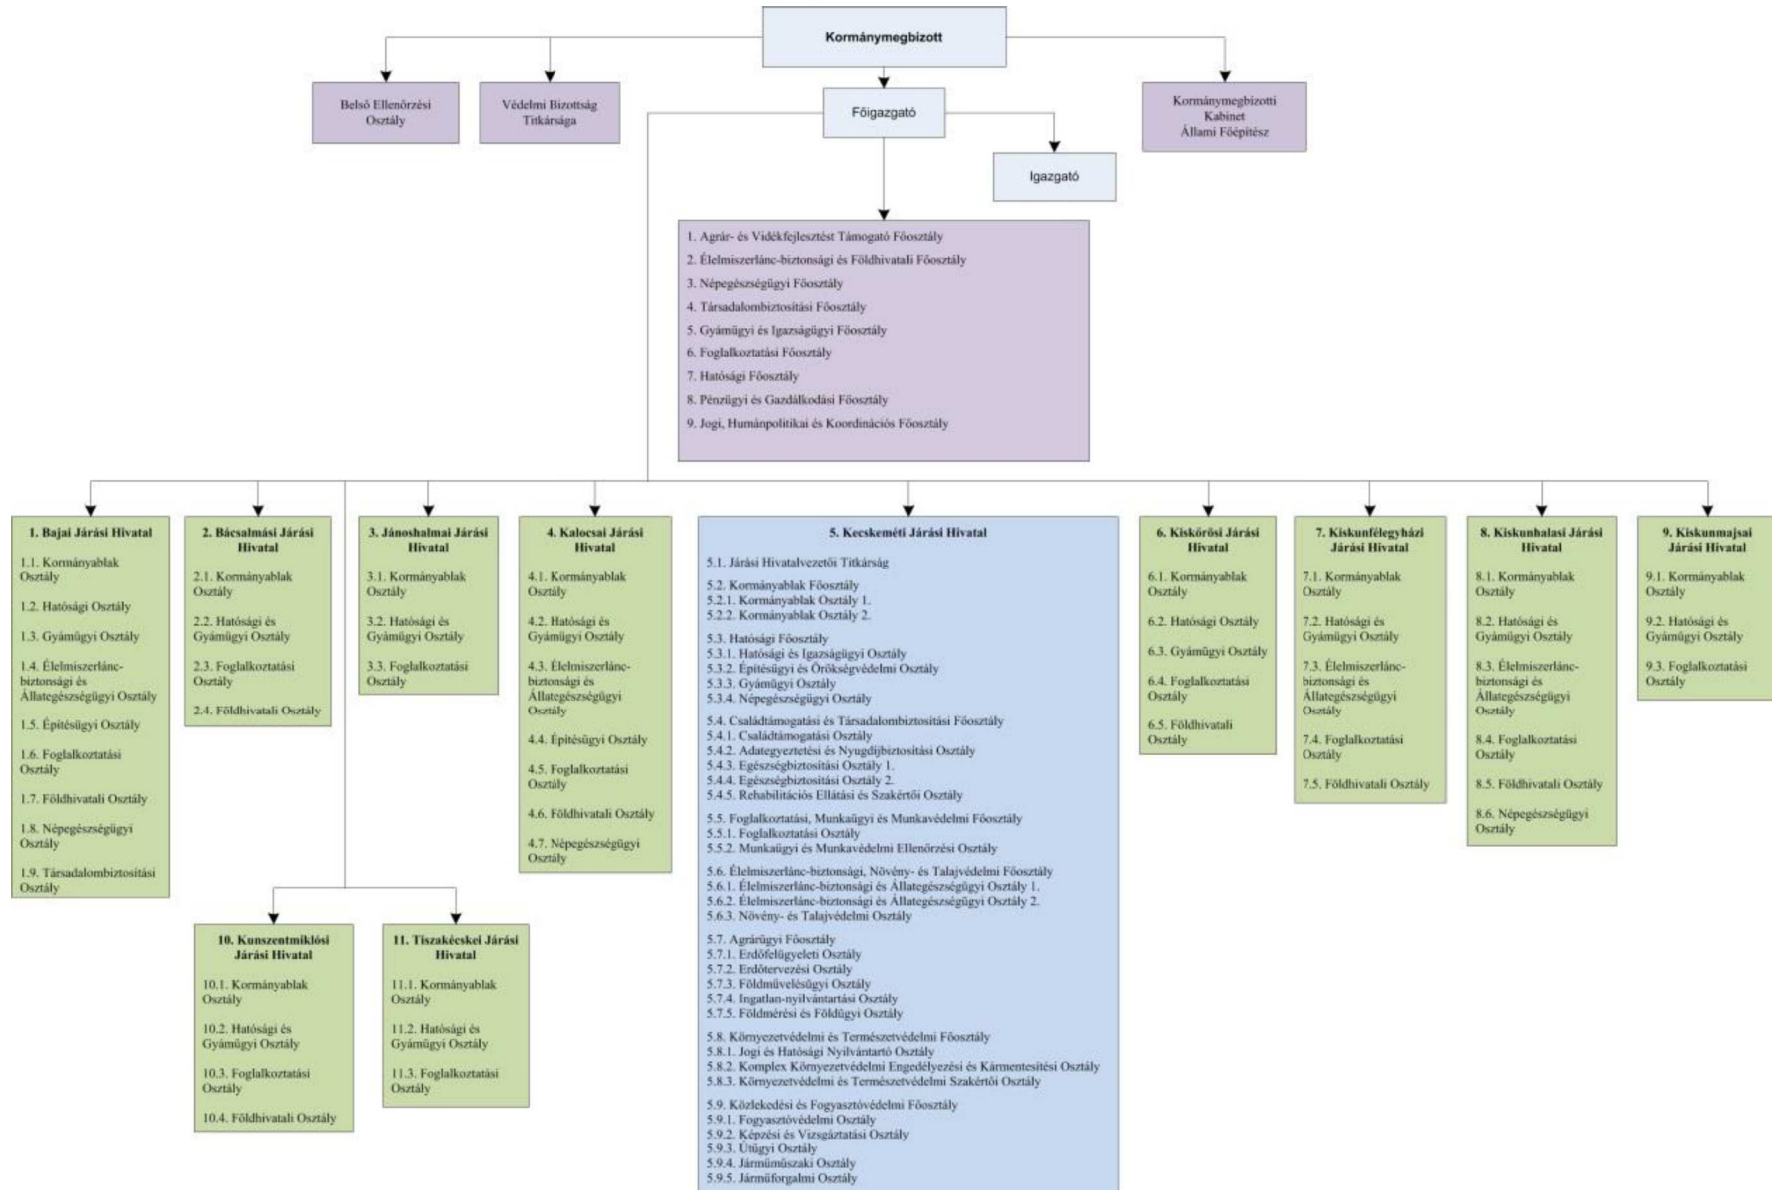 Kormánymegbízott
Belső Ellenőrzési
Osztály
Védelmi Bizottság
Titkársága
Kormánymegbízotti
Kabinet
Állami Főépítész
Főigazgató
Igazgató
1. Agrár- és Vidékfejlesztést Támogató Főosztály
2. Élelmiszerlánc-biztonsági és Földhivatali Főosztály
3. Népegészségügyi Főosztály
4. Társadalombiztosítási Főosztály
5. Gyámügyi és Igazságügyi Főosztály
6. Foglalkoztatási Főosztály
7. Hatósági Főosztály
8. Pénzügyi és Gazdálkodási Főosztály
9. Jogi, Humánpolitikai és Koordinációs Főosztály
1. Bajai Járási Hivatal
1.1. Kormányablak
Osztály
1.2. Hatósági Osztály
1.3. Gyámügyi Osztály
1.4. Élelmiszerlánc-
biztonsági és
Állategészségügyi Osztály
1.5. Építésügyi Osztály
1.6. Foglalkoztatási
Osztály
1.7. Földhivatali Osztály
1.8. Népegészségügyi
Osztály
1.9. Társadalombiztosítási
Osztály
2. Bácsalmási Járási
Hivatal
2.1. Kormányablak
Osztály
2.2. Hatósági és
Gyámügyi Osztály
2.3. Foglalkoztatási
Osztály
2.4. Földhivatali Osztály
3. Jánoshalmai Járási
Hivatal
3.1. Kormányablak
Osztály
3.2. Hatósági és
Gyámügyi Osztály
3.3. Foglalkoztatási
Osztály
4. Kalocsai Járási
Hivatal
4.1. Kormányablak
Osztály
4.2. Hatósági és
Gyámügyi Osztály
4.3. Élelmiszerlánc-
biztonsági és
Állategészségügyi
Osztály
4.4. Építésügyi Osztály
4.5. Foglalkoztatási
Osztály
4.6. Földhivatali Osztály
4.7. Népegészségügyi
Osztály
5. Kecskeméti Járási Hivatal
5.1. Járási Hivatalvezetői Titkárság
5.2. Kormányablak Főosztály
5.2.1. Kormányablak Osztály 1.
5.2.2. Kormányablak Osztály 2.
5.3. Hatósági Főosztály
5.3.1. Hatósági és Igazságügyi Osztály
5.3.2. Építésügyi és Örökségvédelmi Osztály
5.3.3. Gyámügyi Osztály
5.3.4. Népegészségügyi Osztály
5.4. Családtámogatási és Társadalombiztosítási Főosztály
5.4.1. Családtámogatási Osztály
5.4.2. Adategyeztetési és Nyugdíjbiztosítási Osztály
5.4.3. Egészségbiztosítási Osztály 1.
5.4.4. Egészségbiztosítási Osztály 2.
5.4.5. Rehabilitációs Ellátási és Szakértői Osztály
5.5. Foglalkoztatási, Munkaügyi és Munkavédelmi Főosztály
5.5.1. Foglalkoztatási Osztály
5.5.2. Munkaügyi és Munkavédelmi Ellenőrzési Osztály
5.6. Élelmiszerlánc-biztonsági, Növény- és Talajvédelmi Főosztály
5.6.1. Élelmiszerlánc-biztonsági és Állategészségügyi Osztály 1.
5.6.2. Élelmiszerlánc-biztonsági és Állategészségügyi Osztály 2.
5.6.3. Növény- és Talajvédelmi Osztály
5.7. Agrárügyi Főosztály
5.7.1. Erdőfelügyeleti Osztály
5.7.2. Erdőtervezési Osztály
5.7.3. Földművelésügyi Osztály
5.7.4. Ingatlan-nyilvántartási Osztály
5.7.5. Földmérési és Földügyi Osztály
5.8. Környezetvédelmi és Természetvédelmi Főosztály
5.8.1. Jogi és Hatósági Nyilvántartó Osztály
5.8.2. Komplex Környezetvédelmi Engedélyezési és Kármentesítési Osztály
5.8.3. Környezetvédelmi és Természetvédelmi Szakértői Osztály
5.9. Közlekedési és Fogyasztóvédelmi Főosztály
5.9.1. Fogyasztóvédelmi Osztály
5.9.2. Képzési és Vizsgáztatási Osztály
5.9.3. Útügyi Osztály
5.9.4. Járműműszaki Osztály
5.9.5. Járműforgalmi Osztály
6. Kiskőrösi Járási
Hivatal
6.1. Kormányablak
Osztály
6.2. Hatósági Osztály
6.3. Gyámügyi Osztály
6.4. Foglalkoztatási
Osztály
6.5. Földhivatali
Osztály
7. Kiskunfélegyházi
Járási Hivatal
7.1. Kormányablak
Osztály
7.2. Hatósági és
Gyámügyi Osztály
7.3. Élelmiszerlánc-
biztonsági és
Állategészségügyi
Osztály
7.4. Foglalkoztatási
Osztály
7.5. Földhivatali Osztály
8. Kiskunhalasi Járási
Hivatal
8.1. Kormányablak
Osztály
8.2. Hatósági és
Gyámügyi Osztály
8.3. Élelmiszerlánc-
biztonsági és
Állategészségügyi
Osztály
8.4. Foglalkoztatási
Osztály
8.5. Földhivatali Osztály
8.6. Népegészségügyi
Osztály
9. Kiskunmajsai
Járási Hivatal
9.1. Kormányablak
Osztály
9.2. Hatósági és
Gyámügyi Osztály
9.3. Foglalkoztatási
Osztály
10. Kunszentmiklósi
Járási Hivatal
10.1. Kormányablak
Osztály
10.2. Hatósági és
Gyámügyi Osztály
10.3. Foglalkoztatási
Osztály
10.4. Földhivatali Osztály
11. Tiszakécskei Járási
Hivatal
11.1. Kormányablak
Osztály
11.2. Hatósági és
Gyámügyi Osztály
11.3. Foglalkoztatási
Osztály